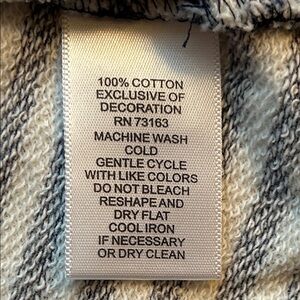 100% COTTON
EXCLUSIVE OF
DECORATION
RN 73163
MACHINE WASH
COLD
GENTLE CYCLE
WITH LIKE COLORS
DO NOT BLEACH
RESHAPE AND
DRY FLAT
COOL IRON
IF NECESSARY
OR DRY CLEAN